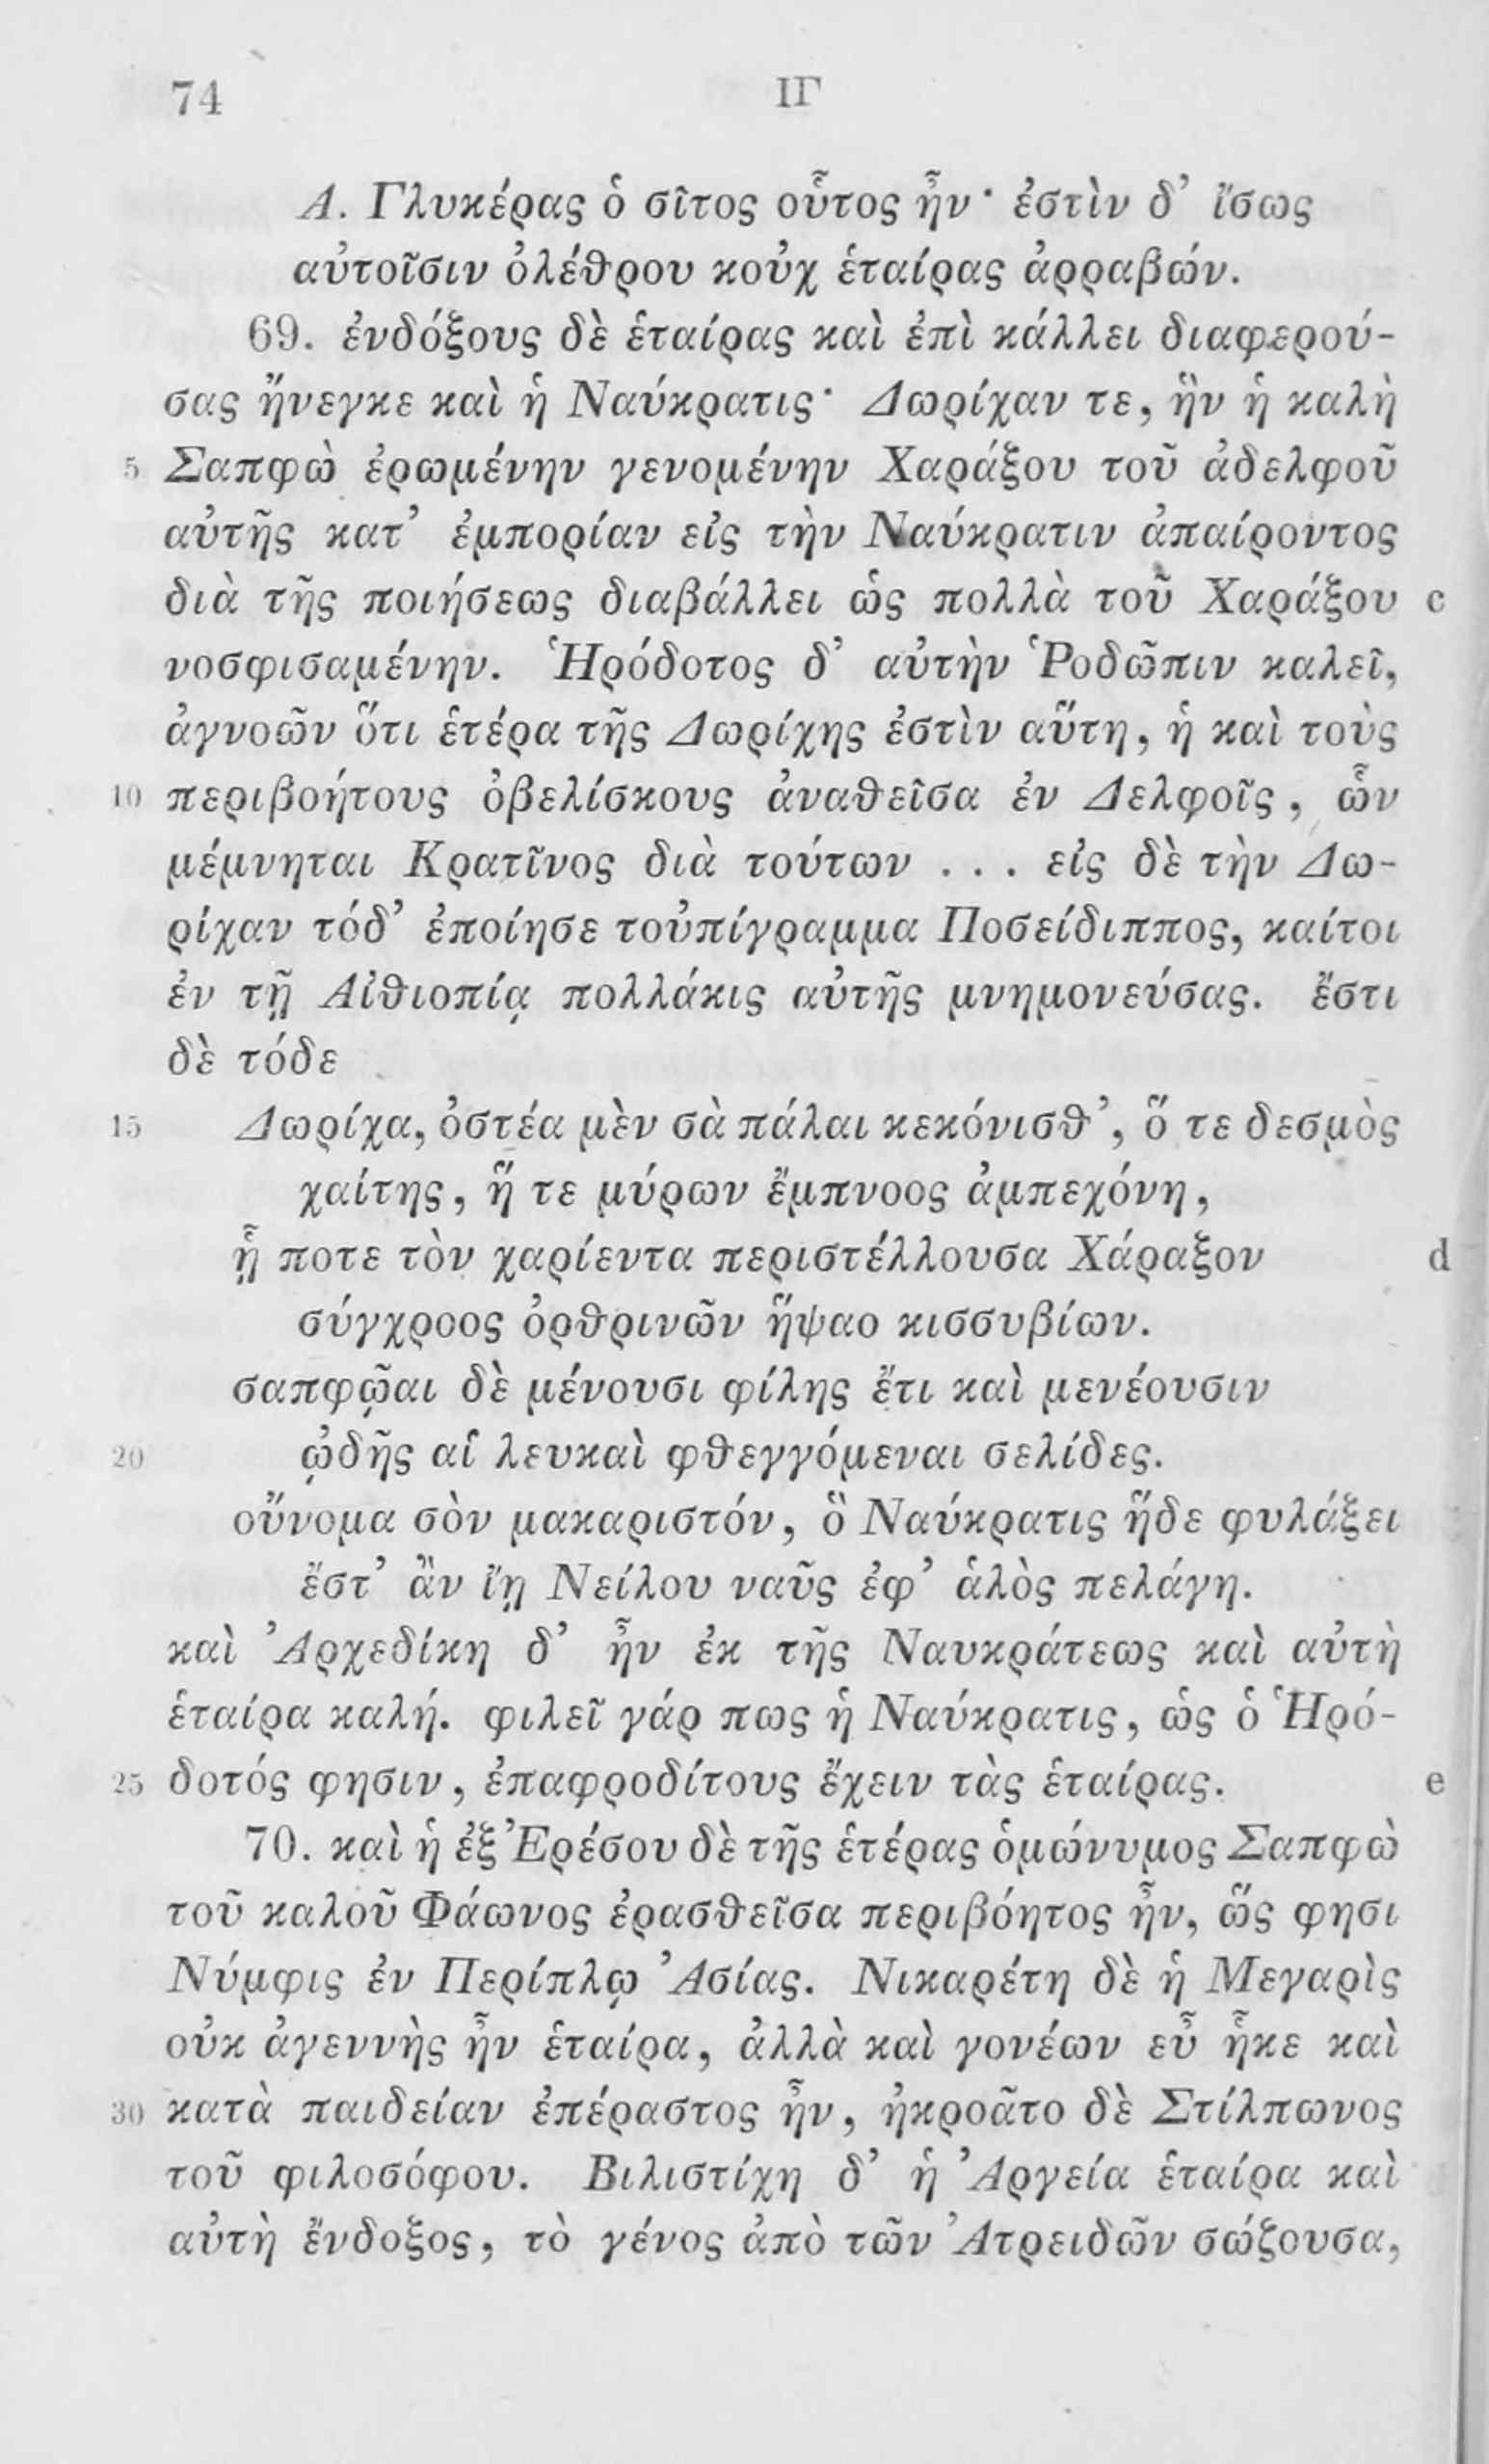 74 ΙΓ
Α. Γλυκέρας ὁ σῖτος οὗτος ἦν· ἐστὶν δ’ ἴσως
αὐτοῖσιν ὀλέθρου κοὐχ ἑταίρας ἀρραβών.
69. ἐνδόξους δὲ ἑταίρας καὶ ἐπὶ κάλλει διαφερού-
σας ἤνεγκε καὶ ἡ Ναύκρατις· Δωρίχαν τε, ἣν ἡ καλὴ
5 Σαπφὼ ἐρωμένην γενομένην Χαράξου τοῦ ἀδελφοῦ
αὐτῆς κατ’ ἐμπορίαν εἰς τὴν Ναύκρατιν ἀπαίροντος
διὰ τῆς ποιήσεως διαβάλλει ὡς πολλὰ τοῦ Χαράξου c
νοσφισαμένην. Ἡρόδοτος δ’ αὐτὴν Ῥοδῶπιν καλεῖ,
ἀγνοῶν ὅτι ἑτέρα τῆς Δωρίχης ἐστὶν αὕτη, ἡ καὶ τοὺς
10 περιβοήτους ὀβελίσκους ἀναθεῖσα ἐν Δελφοῖς, ὧν
μέμνηται Κρατῖνος διὰ τούτων . . . εἰς δὲ τὴν Δω-
ρίχαν τόδ’ ἐποίησε τοὐπίγραμμα Ποσείδιππος, καίτοι
ἐν τῇ Αἰθιοπίᾳ πολλάκις αὐτῆς μνημονεύσας. ἔστι
δὲ τόδε
15 Δωρίχα, ὀστέα μὲν σὰ πάλαι κεκόνισθ’, ὅ τε δεσμὸς
χαίτης, ἥ τε μύρων ἔμπνοος ἀμπεχόνη,
ᾗ ποτε τὸν χαρίεντα περιστέλλουσα Χάραξον d
σύγχροος ὀρθρινῶν ἥψαο κισσυβίων.
σαπφῷαι δὲ μένουσι φίλης ἔτι καὶ μενέουσιν
20 ᾠδῆς αἱ λευκαὶ φθεγγόμεναι σελίδες.
οὔνομα σὸν μακαριστόν, ὃ Ναύκρατις ἥδε φυλάξει
ἔστ’ ἂν ἴῃ Νείλου ναῦς ἐφ’ ἁλὸς πελάγη.
καὶ Ἀρχεδίκη δ’ ἦν ἐκ τῆς Ναυκράτεως καὶ αὐτὴ
ἑταίρα καλή. φιλεῖ γάρ πως ἡ Ναύκρατις, ὡς ὁ Ἡρό-
25 δοτός φησιν, ἐπαφροδίτους ἔχειν τὰς ἑταίρας. e
70. καὶ ἡ ἐξ Ἐρέσου δὲ τῆς ἑτέρας ὁμώνυμος Σαπφὼ
τοῦ καλοῦ Φάωνος ἐρασθεῖσα περιβόητος ἦν, ὥς φησι
Νύμφις ἐν Περίπλῳ Ἀσίας. Νικαρέτη δὲ ἡ Μεγαρὶς
οὐκ ἀγεννὴς ἦν ἑταίρα, ἀλλὰ καὶ γονέων εὖ ἧκε καὶ
30 κατὰ παιδείαν ἐπέραστος ἦν, ἠκροᾶτο δὲ Στίλπωνος
τοῦ φιλοσόφου. Βιλιστίχη δ’ ἡ Ἀργεία ἑταίρα καὶ
αὐτὴ ἔνδοξος, τὸ γένος ἀπὸ τῶν Ἀτρειδῶν σώζουσα,